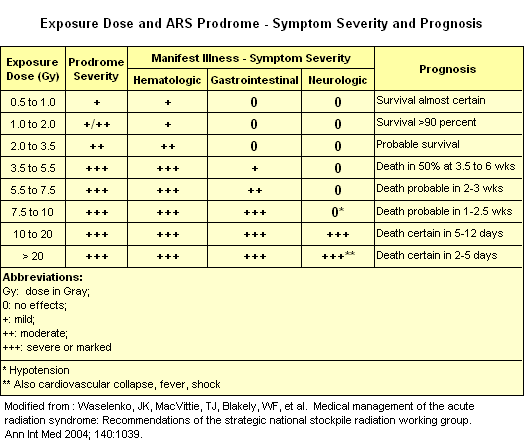 Exposure Dose and ARS Prodrome - Symptom Severity and Prognosis
Exposure Dose (Gy) Prodrome Severity Manifest Illness - Symptom Severity Prognosis
Hematologic Gastrointestinal Neurologic
0.5 to 1.0 + + 0 0 Survival almost certain
1.0 to 2.0 +/++ + 0 0 Survival >90 percent
2.0 to 3.5 ++ ++ 0 0 Probable survival
3.5 to 5.5 +++ +++ + 0 Death in 50% at 3.5 to 6 wks
5.5 to 7.5 +++ +++ ++ 0 Death probable in 2-3 wks
7.5 to 10 +++ +++ +++ 0* Death probable in 1-2.5 wks
10 to 20 +++ +++ +++ +++ Death certain in 5-12 days
> 20 +++ +++ +++ +++** Death certain in 2-5 days
Abbreviations:
Gy: dose in Gray;
0: no effects;
+: mild;
++: moderate;
+++: severe or marked
* Hypotension
** Also cardiovascular collapse, fever, shock
Modified from : Waselenko, JK, MacVittie, TJ, Blakely, WF, et al. Medical management of the acute
radiation syndrome: Recommendations of the strategic national stockpile radiation working group.
Ann Int Med 2004; 140:1039.